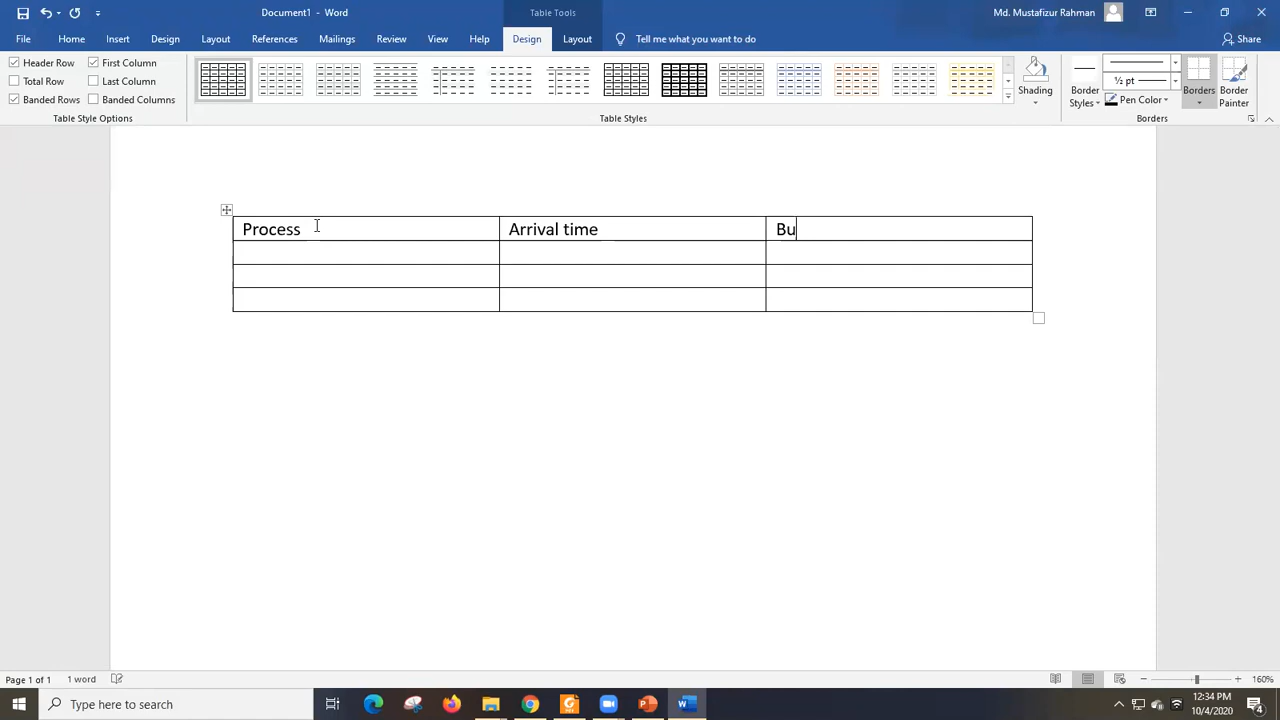 Document1 - Word
Table Tools
Md. Mustafizur Rahman
File Home Insert Design Layout References Mailings Review View Help Design Layout Tell me what you want to do Share
Header Row First Column
Total Row Last Column
Banded Rows Banded Columns
Table Style Options
Table Styles
Shading
Border Styles
½ pt
Pen Color
Borders
Border Painter
Borders
Process Arrival time Bu
Page 1 of 1 1 word 160%
Type here to search
12:34 PM
10/4/2020
4